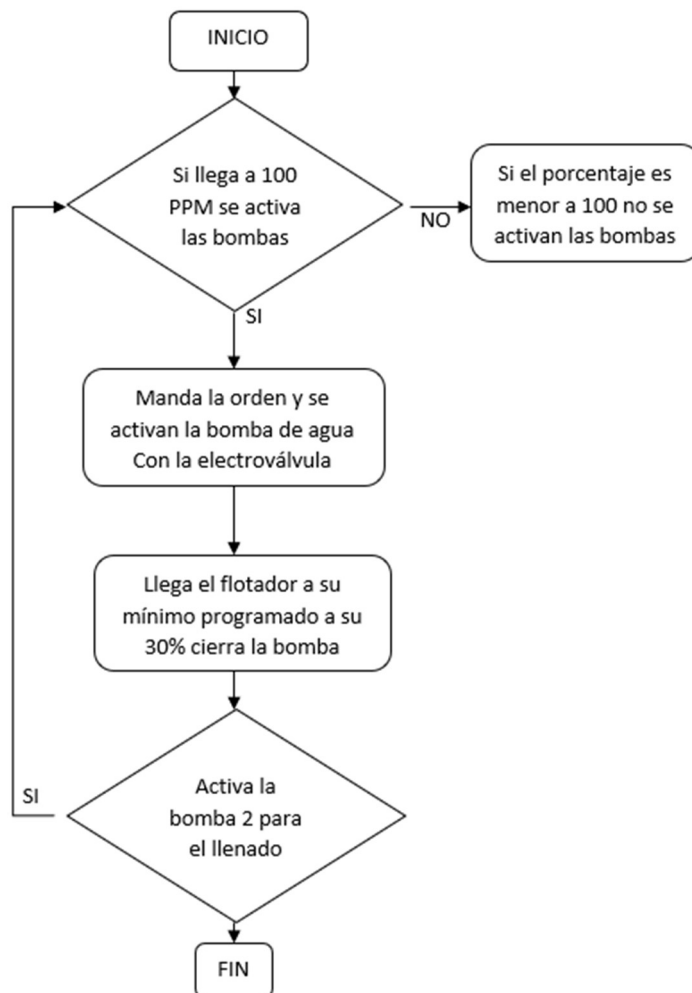 INICIO
Si llega a 100
PPM se activa
las bombas
NO
Si el porcentaje es
menor a 100 no se
activan las bombas
SI
Manda la orden y se
activan la bomba de agua
Con la electroválvula
Llega el flotador a su
mínimo programado a su
30% cierra la bomba
SI
Activa la
bomba 2 para
el llenado
FIN